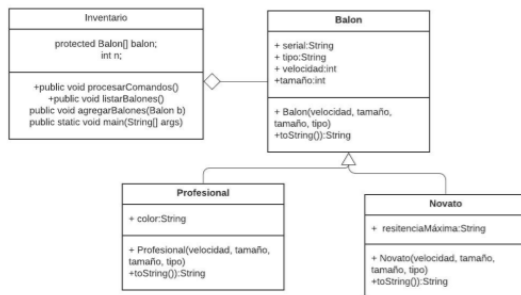 Inventario
protected Balon[] balon;
int n;
+public void procesarComandos()
+public void listarBalones()
public void agregarBalones(Balon b)
public static void main(String[] args)
Balon
+ serial:String
+ tipo:String
+ velocidad:int
+tamaño:int
+ Balon(velocidad, tamaño,
tamaño, tipo)
+toString()):String
Profesional
+ color:String
+ Profesional(velocidad, tamaño,
tamaño, tipo)
+toString()):String
Novato
+ resitenciaMáxima:String
+ Novato(velocidad, tamaño,
tamaño, tipo)
+toString()):String